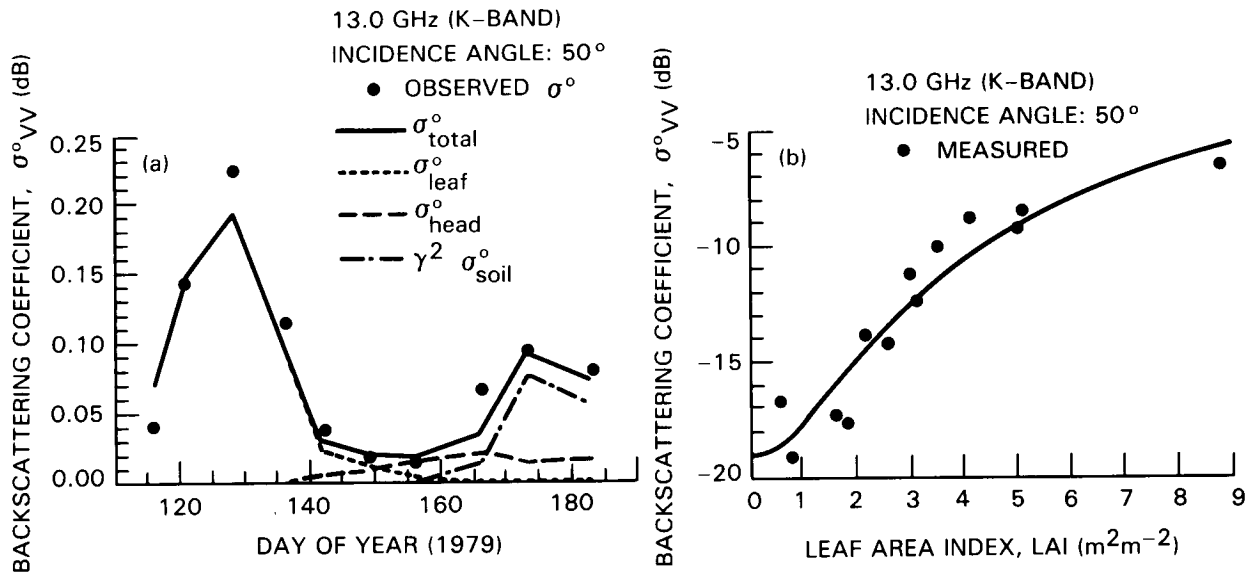 13.0 GHz (K-BAND)
INCIDENCE ANGLE: 50°
● OBSERVED σ°
σ°total
σ°leaf
σ°head
γ² σ°soil
(a)
BACKSCATTERING COEFFICIENT, σ°VV (dB)
0.25
0.20
0.15
0.10
0.05
0.00
120
140
160
180
DAY OF YEAR (1979)
13.0 GHz (K-BAND)
INCIDENCE ANGLE: 50°
● MEASURED
(b)
BACKSCATTERING COEFFICIENT, σ°VV (dB)
-5
-10
-15
-20
0 1 2 3 4 5 6 7 8 9
LEAF AREA INDEX, LAI (m²m⁻²)